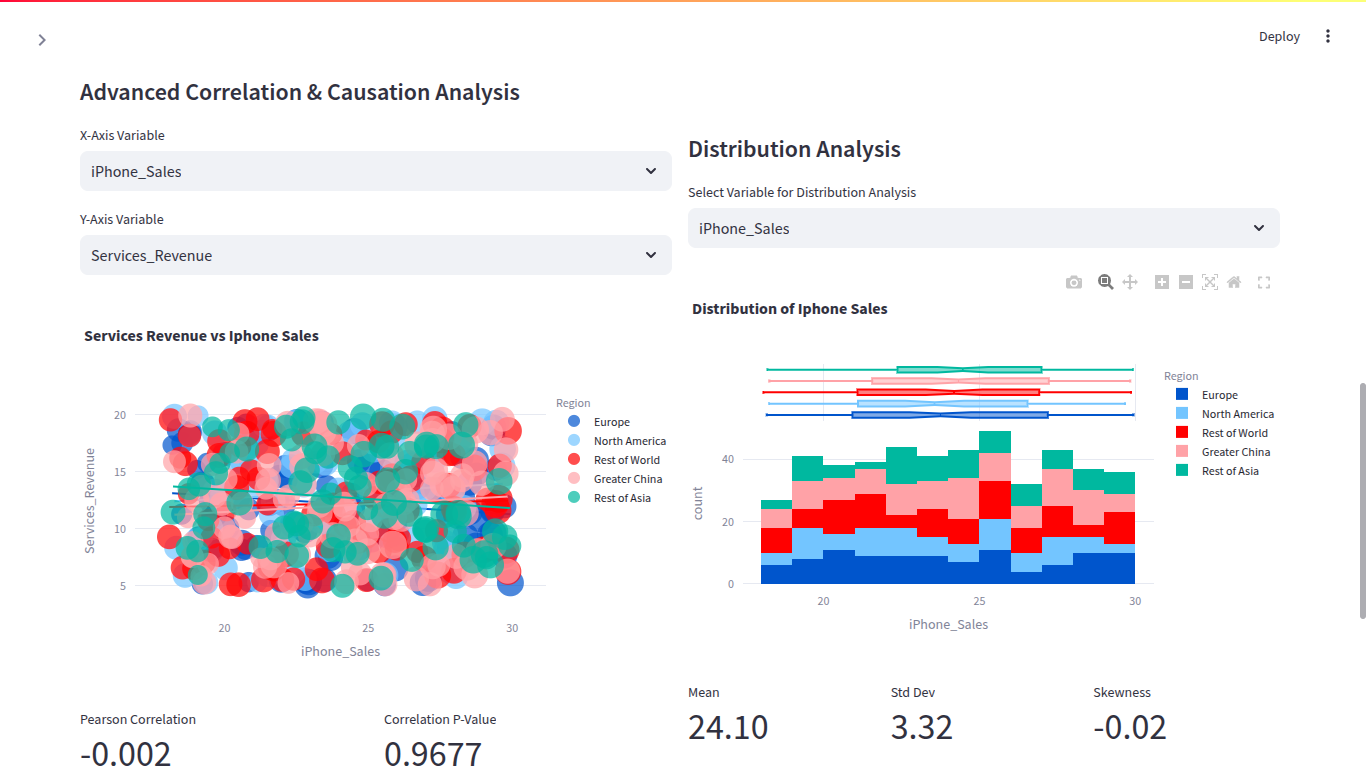 Deploy
Advanced Correlation & Causation Analysis
X-Axis Variable
iPhone_Sales
Y-Axis Variable
Services_Revenue
Services Revenue vs Iphone Sales
Services_Revenue
20
15
10
5
20
25
30
iPhone_Sales
Region
Europe
North America
Rest of World
Greater China
Rest of Asia
Pearson Correlation
-0.002
Correlation P-Value
0.9677
Distribution Analysis
Select Variable for Distribution Analysis
iPhone_Sales
Distribution of Iphone Sales
count
40
20
0
20
25
30
iPhone_Sales
Region
Europe
North America
Rest of World
Greater China
Rest of Asia
Mean
24.10
Std Dev
3.32
Skewness
-0.02